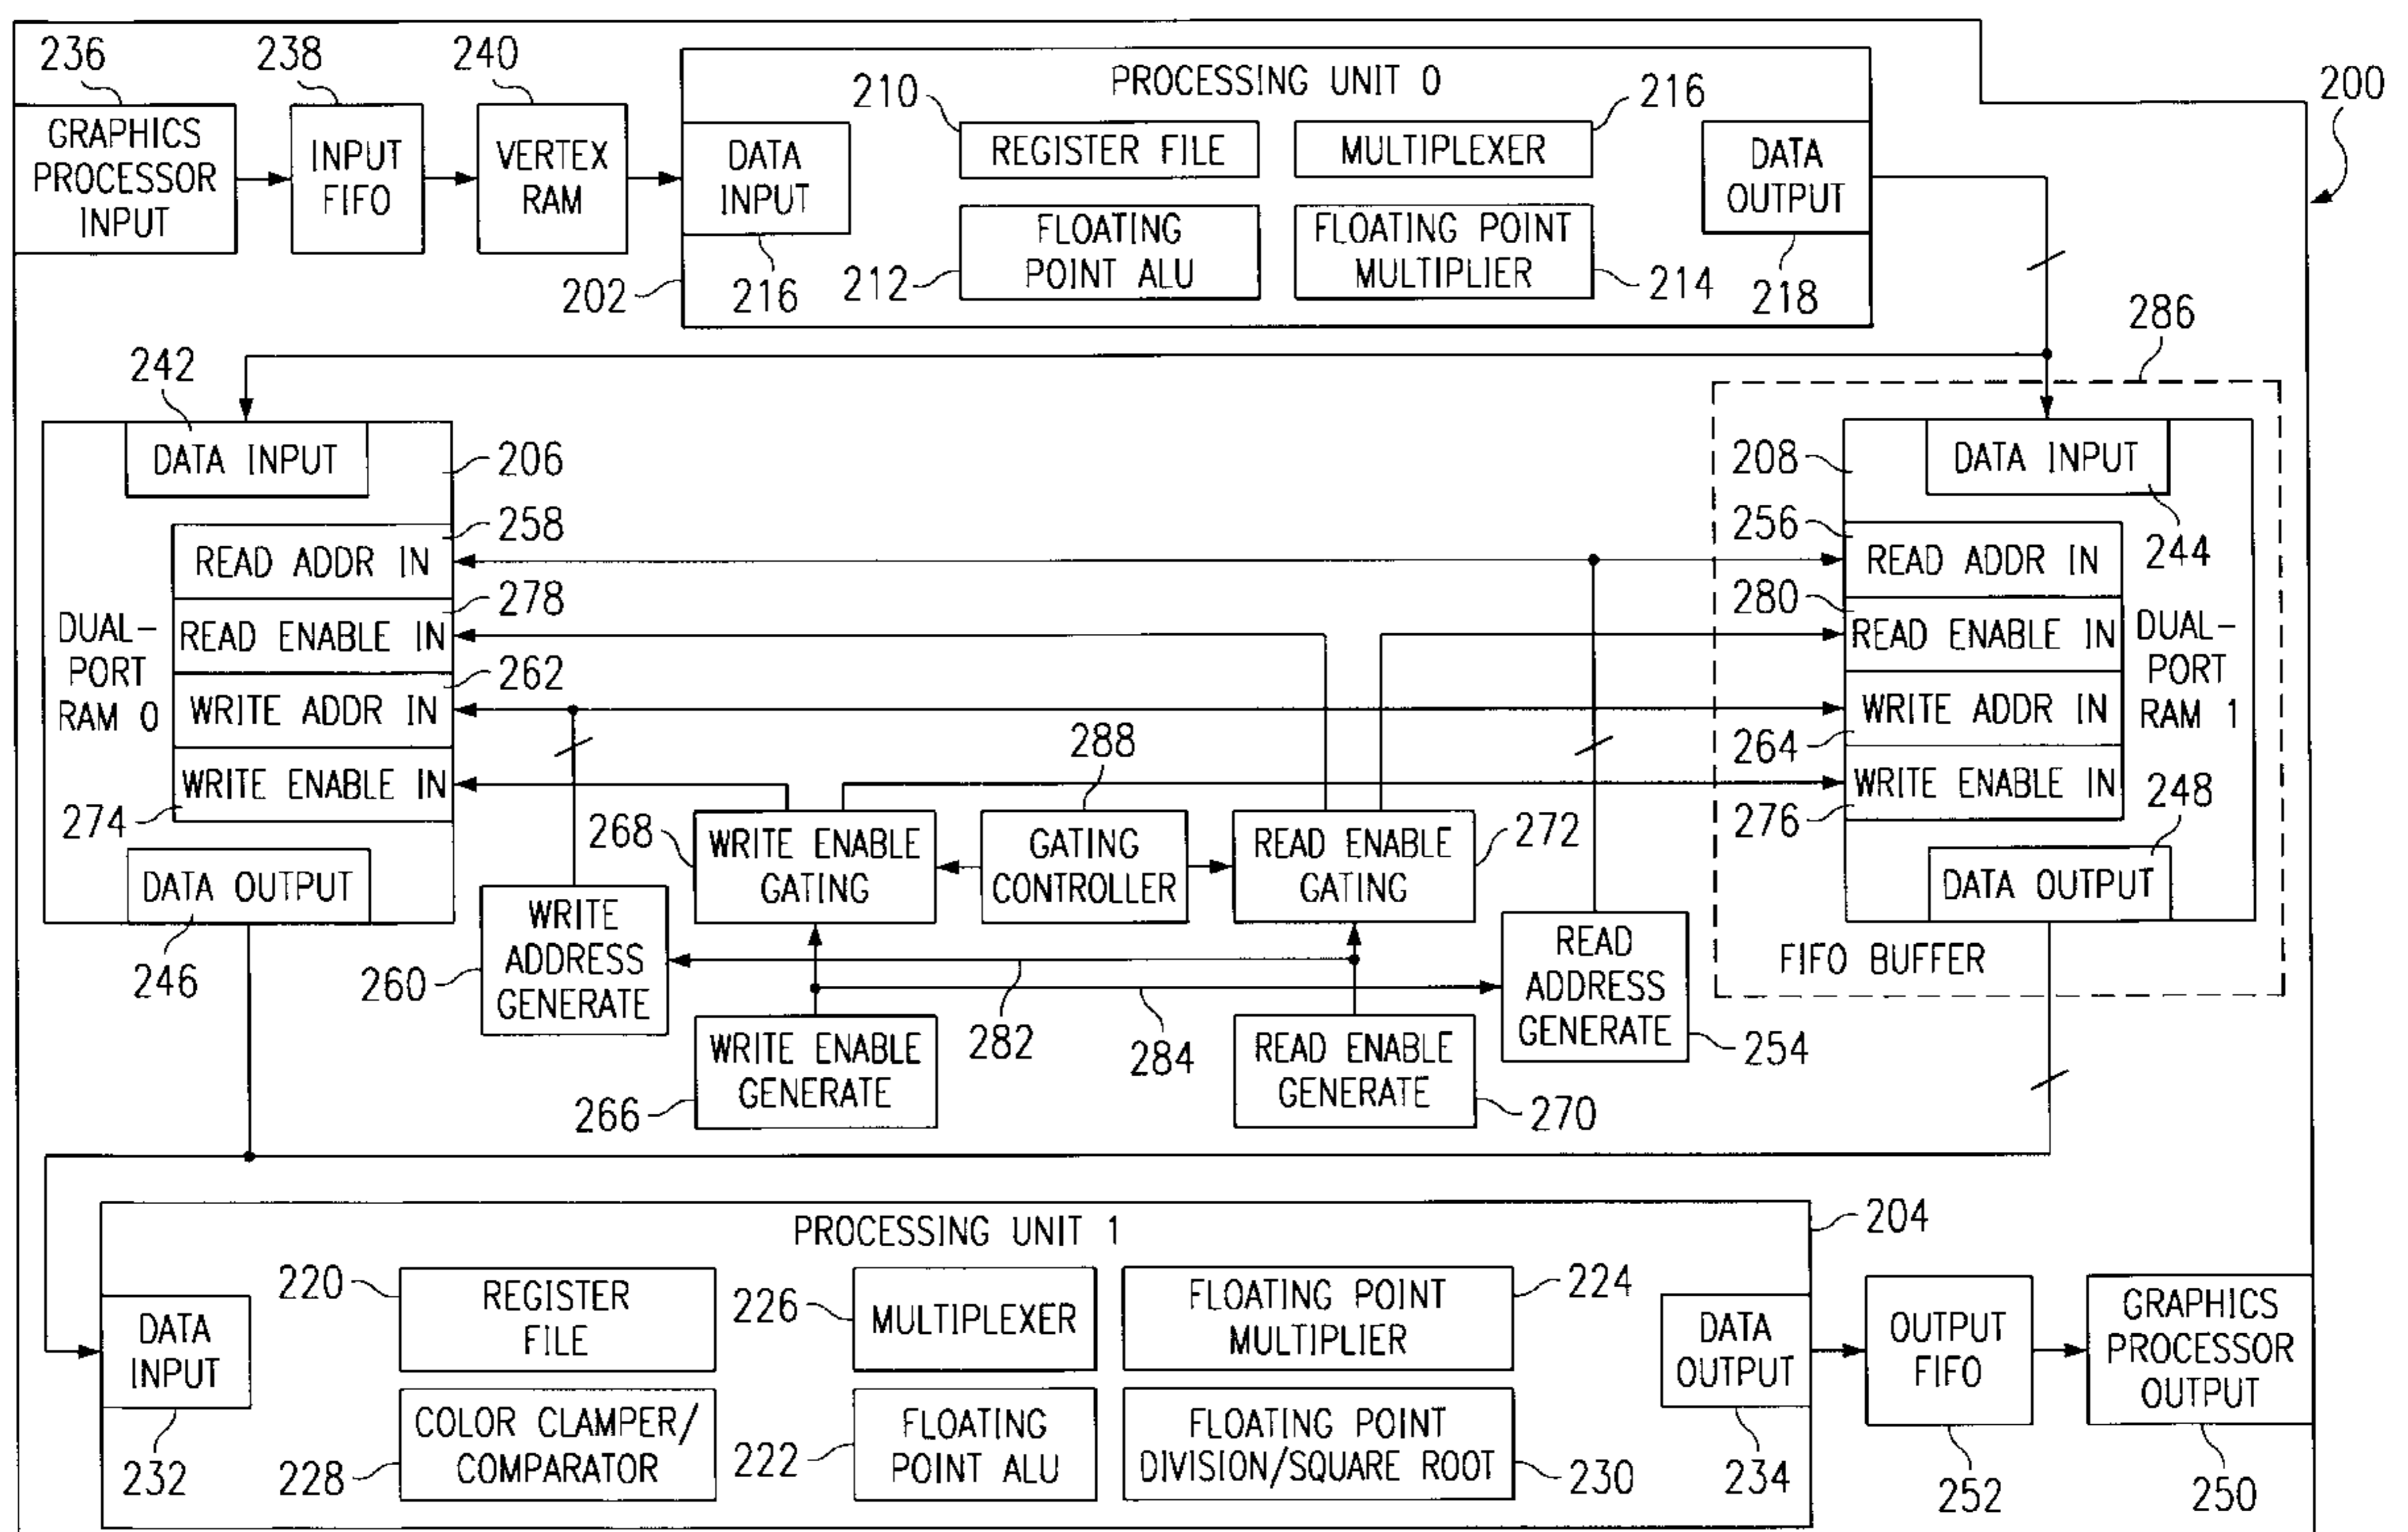 236
238
240
200
GRAPHICS
PROCESSOR
INPUT
INPUT
FIFO
VERTEX
RAM
PROCESSING UNIT 0
DATA
INPUT
216
202
210
REGISTER FILE
MULTIPLEXER
216
212
FLOATING
POINT ALU
FLOATING POINT
MULTIPLIER
214
DATA
OUTPUT
218
286
242
DATA INPUT
206
DUAL-
PORT
RAM 0
258
READ ADDR IN
278
READ ENABLE IN
262
WRITE ADDR IN
WRITE ENABLE IN
274
DATA OUTPUT
246
208
DATA INPUT
244
256
READ ADDR IN
280
READ ENABLE IN
DUAL-
PORT
RAM 1
WRITE ADDR IN
264
WRITE ENABLE IN
276
248
DATA OUTPUT
FIFO BUFFER
288
268
WRITE ENABLE
GATING
GATING
CONTROLLER
READ ENABLE
GATING
272
WRITE
ADDRESS
GENERATE
260
READ
ADDRESS
GENERATE
254
282
284
WRITE ENABLE
GENERATE
266
READ ENABLE
GENERATE
270
PROCESSING UNIT 1
204
DATA
INPUT
232
220
REGISTER
FILE
226
MULTIPLEXER
FLOATING POINT
MULTIPLIER
224
228
COLOR CLAMPER/
COMPARATOR
222
FLOATING
POINT ALU
FLOATING POINT
DIVISION/SQUARE ROOT
230
DATA
OUTPUT
234
OUTPUT
FIFO
252
GRAPHICS
PROCESSOR
OUTPUT
250